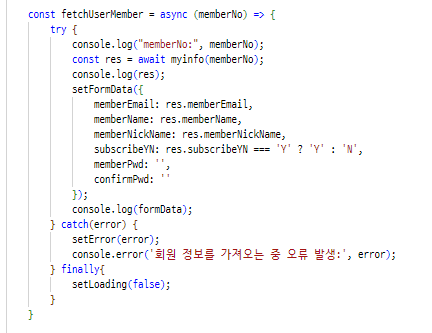 const fetchUserMember = async (memberNo) => {
try {
console.log("memberNo:", memberNo);
const res = await myinfo(memberNo);
console.log(res);
setFormData({
memberEmail: res.memberEmail,
memberName: res.memberName,
memberNickName: res.memberNickName,
subscribeYN: res.subscribeYN === 'Y' ? 'Y' : 'N',
memberPwd: '',
confirmPwd: ''
});
console.log(formData);
} catch(error) {
setError(error);
console.error('회원 정보를 가져오는 중 오류 발생:', error);
} finally{
setLoading(false);
}
}